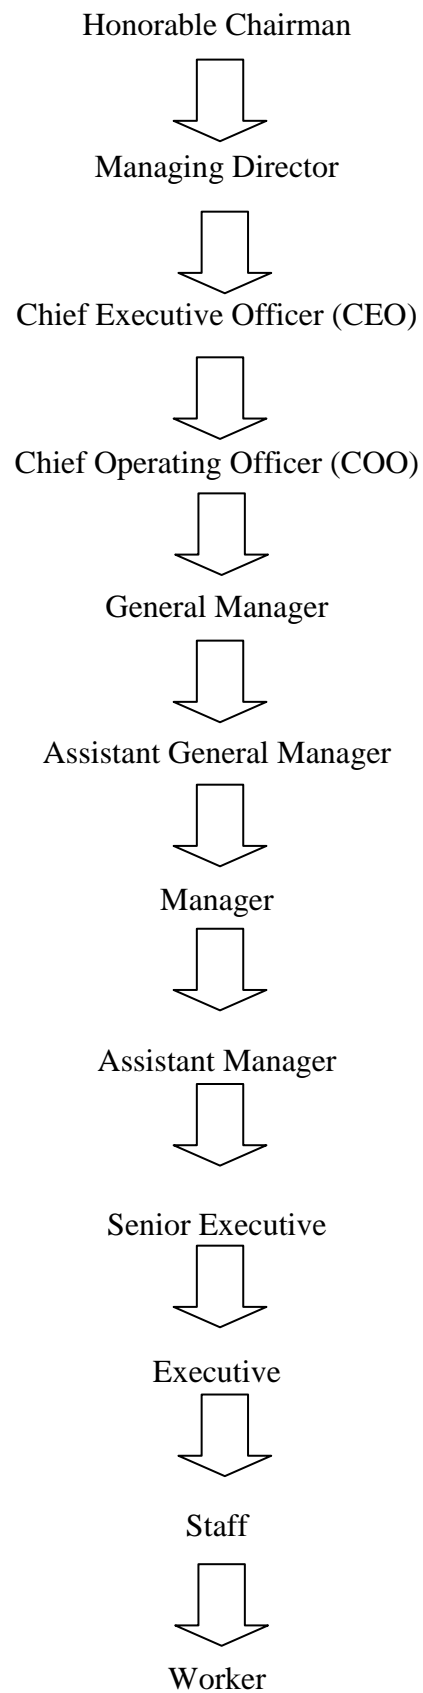 Honorable Chairman
Managing Director
Chief Executive Officer (CEO)
Chief Operating Officer (COO)
General Manager
Assistant General Manager
Manager
Assistant Manager
Senior Executive
Executive
Staff
Worker